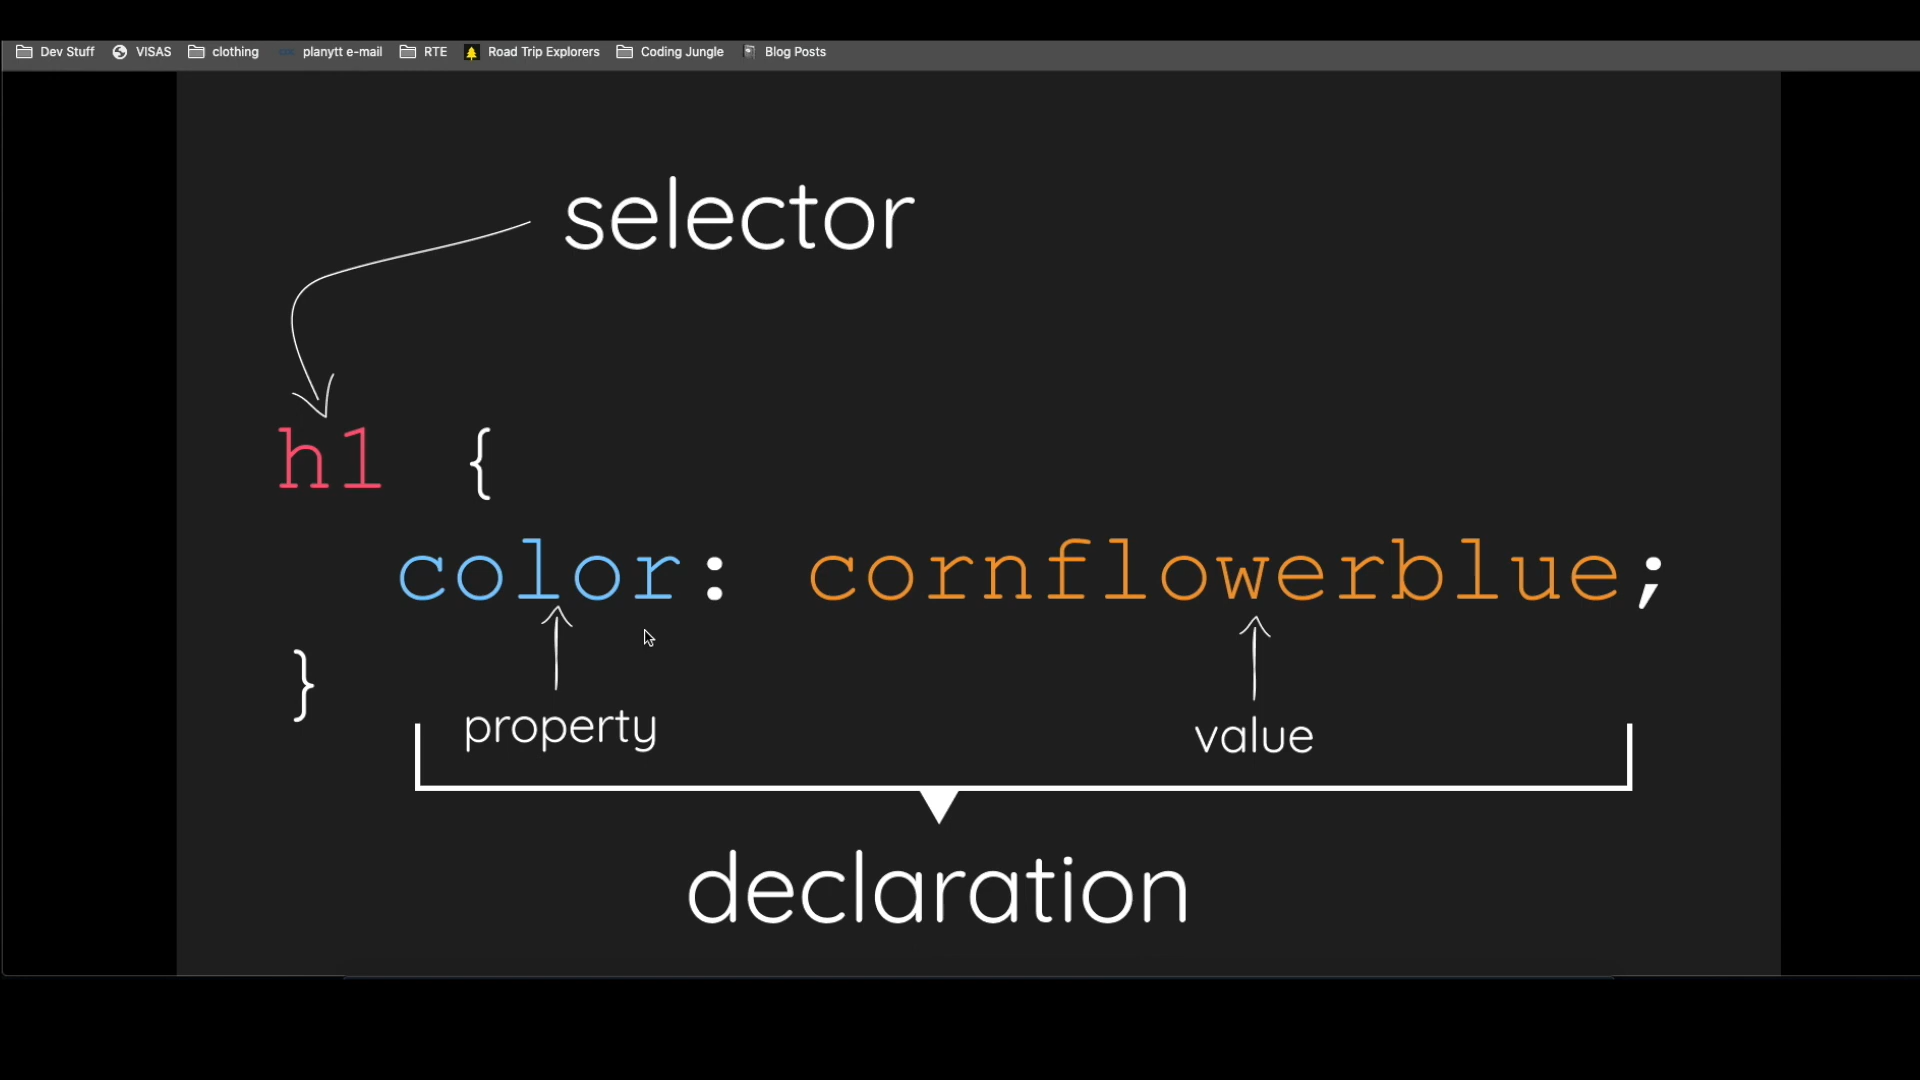 Dev Stuff VISAS clothing planytt e-mail RTE Road Trip Explorers Coding Jungle Blog Posts
selector
h1 {
color: cornflowerblue;
}
property value
declaration